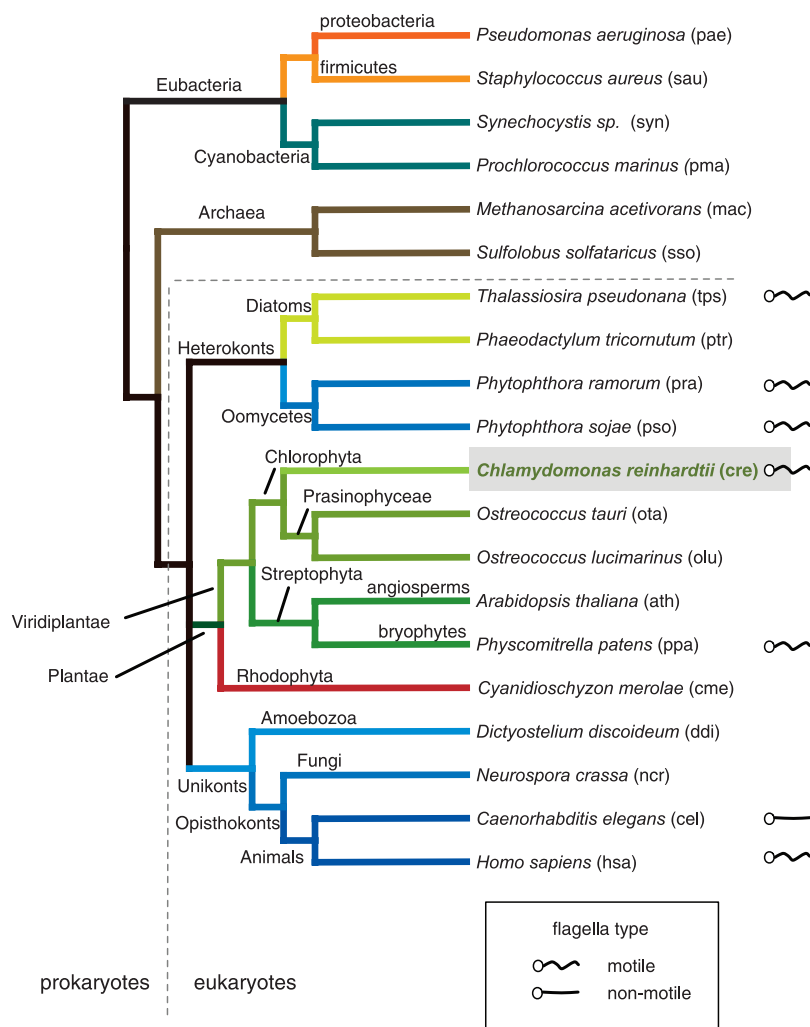 proteobacteria
Pseudomonas aeruginosa (pae)
firmicutes
Staphylococcus aureus (sau)
Eubacteria
Synechocystis sp. (syn)
Cyanobacteria
Prochlorococcus marinus (pma)
Archaea
Methanosarcina acetivorans (mac)
Sulfolobus solfataricus (sso)
Diatoms
Thalassiosira pseudonana (tps)
Phaeodactylum tricornutum (ptr)
Heterokonts
Phytophthora ramorum (pra)
Oomycetes
Phytophthora sojae (pso)
Chlorophyta
Chlamydomonas reinhardtii (cre)
Prasinophyceae
Ostreococcus tauri (ota)
Ostreococcus lucimarinus (olu)
Streptophyta
angiosperms
Arabidopsis thaliana (ath)
Viridiplantae
bryophytes
Physcomitrella patens (ppa)
Plantae
Rhodophyta
Cyanidioschyzon merolae (cme)
Amoebozoa
Dictyostelium discoideum (ddi)
Fungi
Neurospora crassa (ncr)
Unikonts
Opisthokonts
Caenorhabditis elegans (cel)
Animals
Homo sapiens (hsa)
flagella type
motile
non-motile
prokaryotes
eukaryotes